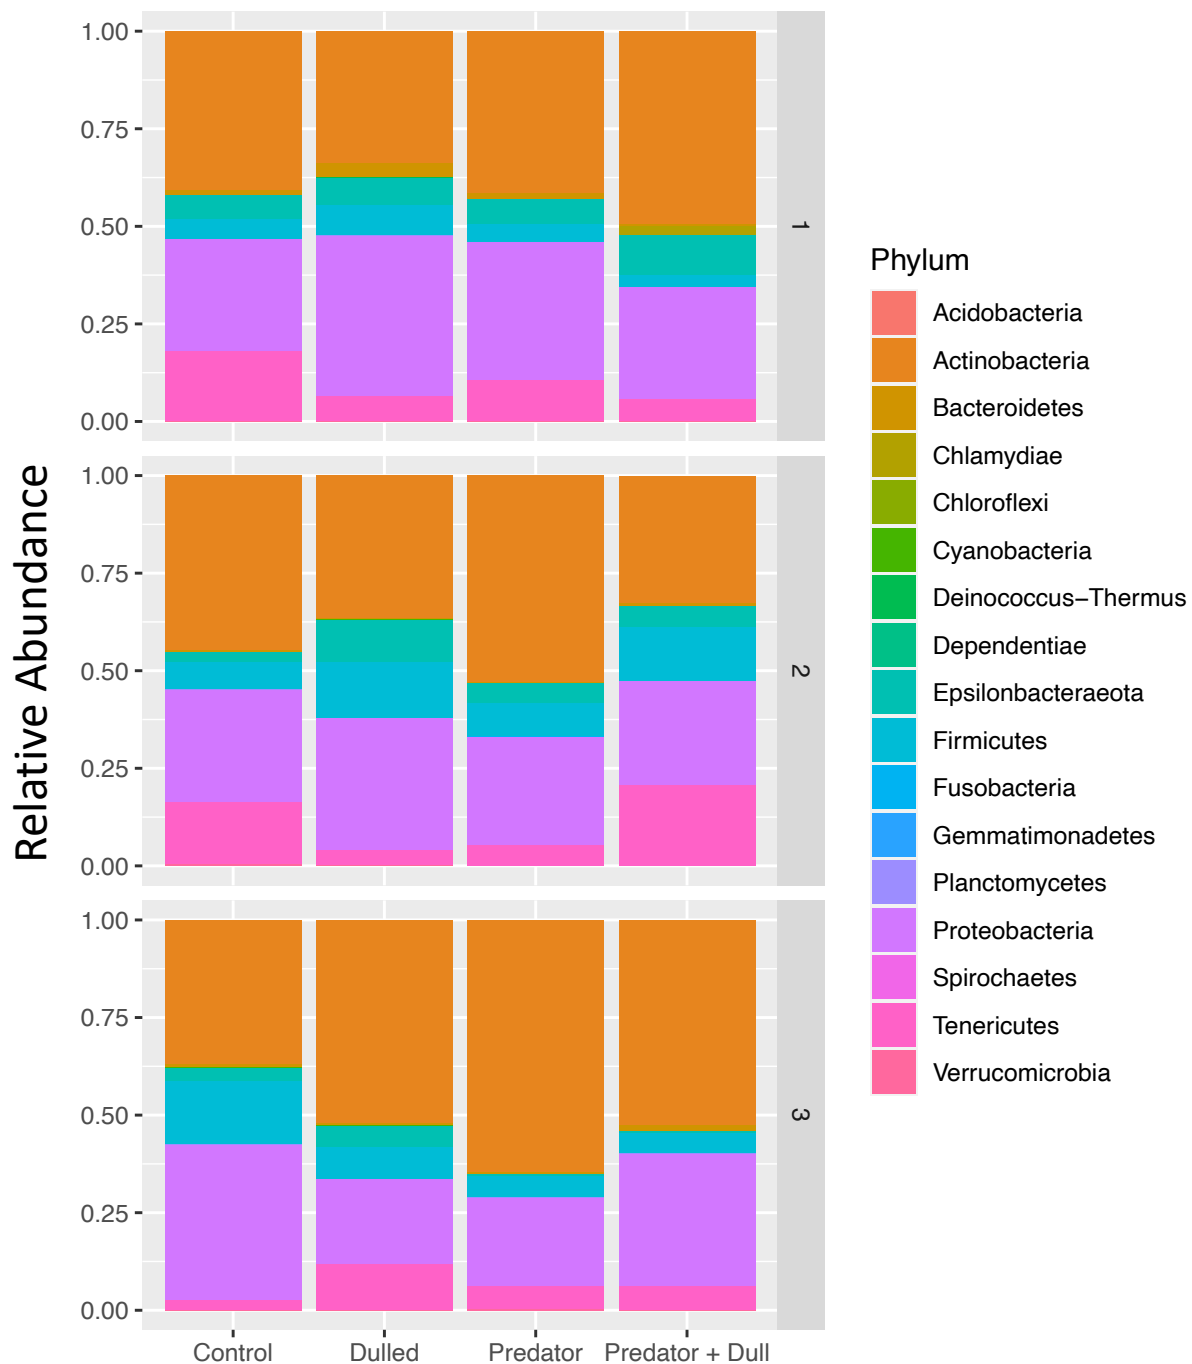 Relative Abundance
1.00
0.75
0.50
0.25
0.00
1
1.00
0.75
0.50
0.25
0.00
2
1.00
0.75
0.50
0.25
0.00
3
Control
Dulled
Predator
Predator + Dull
Phylum
Acidobacteria
Actinobacteria
Bacteroidetes
Chlamydiae
Chloroflexi
Cyanobacteria
Deinococcus−Thermus
Dependentiae
Epsilonbacteraeota
Firmicutes
Fusobacteria
Gemmatimonadetes
Planctomycetes
Proteobacteria
Spirochaetes
Tenericutes
Verrucomicrobia